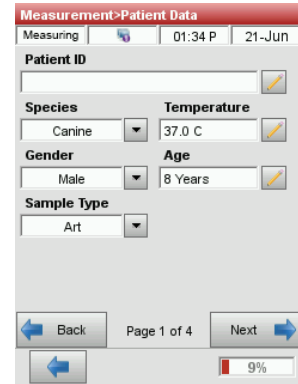 Measurement>Patient Data
Measuring 01:34 P 21-Jun
Patient ID
Species Temperature
Canine 37.0 C
Gender Age
Male 8 Years
Sample Type
Art
Back Page 1 of 4 Next
9%